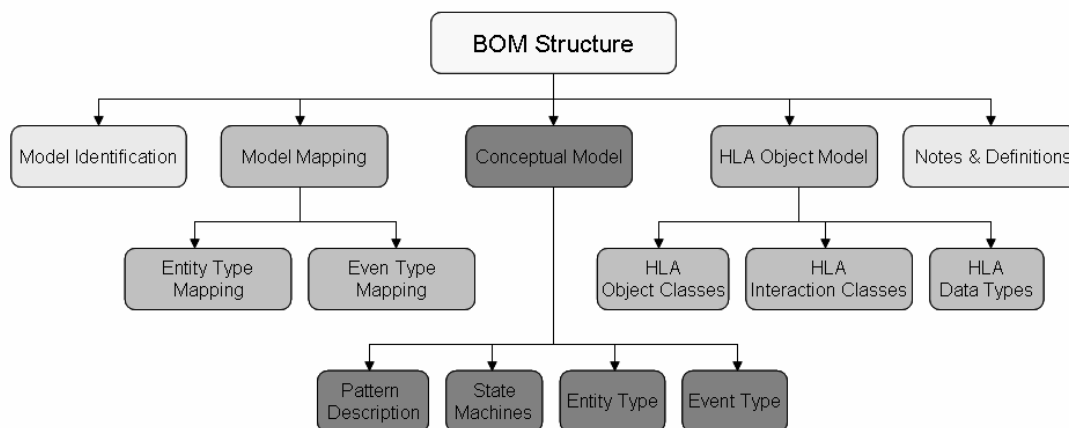 BOM Structure
Model Identification
Model Mapping
Conceptual Model
HLA Object Model
Notes & Definitions
Entity Type
Mapping
Even Type
Mapping
HLA
Object Classes
HLA
Interaction Classes
HLA
Data Types
Pattern
Description
State
Machines
Entity Type
Event Type